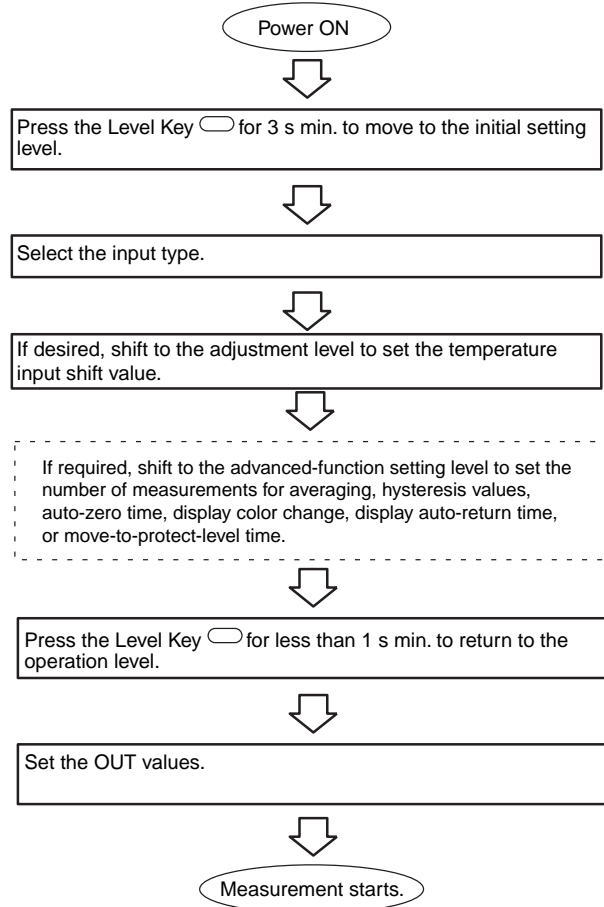 Power ON
Press the Level Key for 3 s min. to move to the initial setting
level.
Select the input type.
If desired, shift to the adjustment level to set the temperature
input shift value.
If required, shift to the advanced-function setting level to set the
number of measurements for averaging, hysteresis values,
auto-zero time, display color change, display auto-return time,
or move-to-protect-level time.
Press the Level Key for less than 1 s min. to return to the
operation level.
Set the OUT values.
Measurement starts.